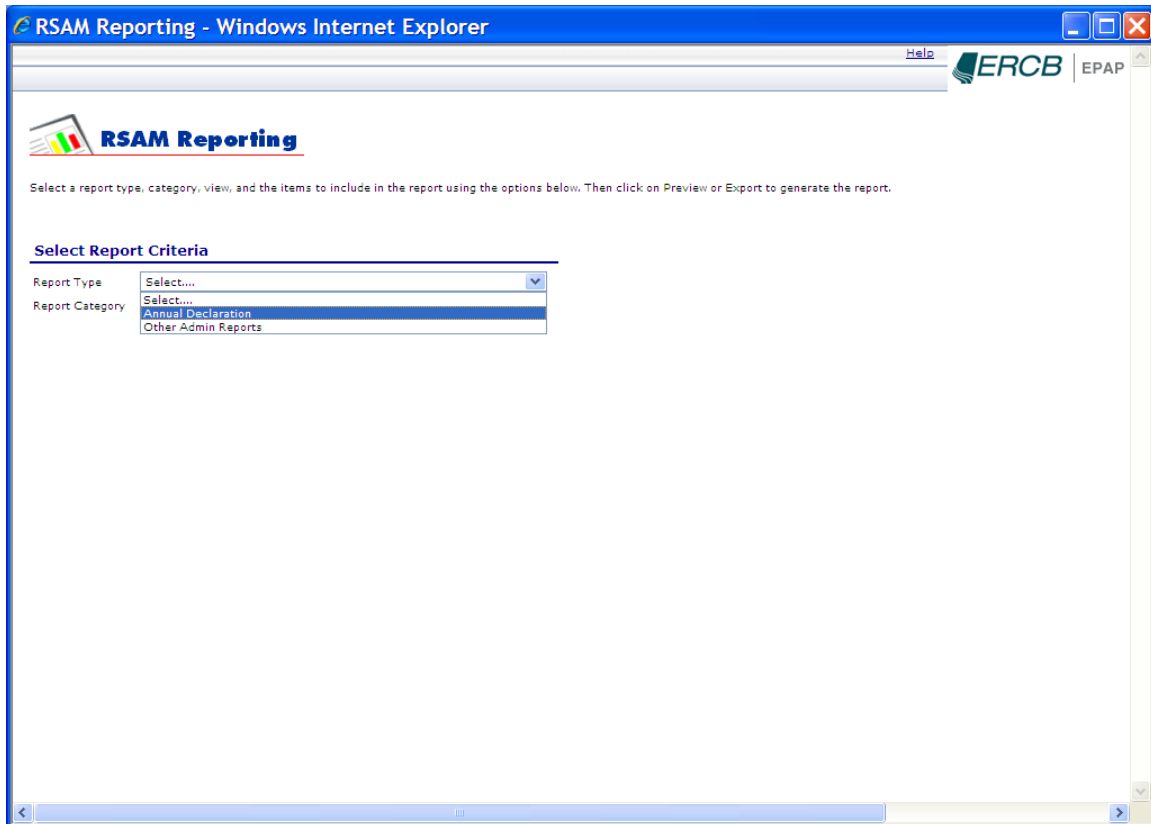 RSAM Reporting - Windows Internet Explorer
Help
ERCB | EPAP
RSAM Reporting
Select a report type, category, view, and the items to include in the report using the options below. Then click on Preview or Export to generate the report.
Select Report Criteria
Report Type Select....
Report Category Select....
Annual Declaration
Other Admin Reports